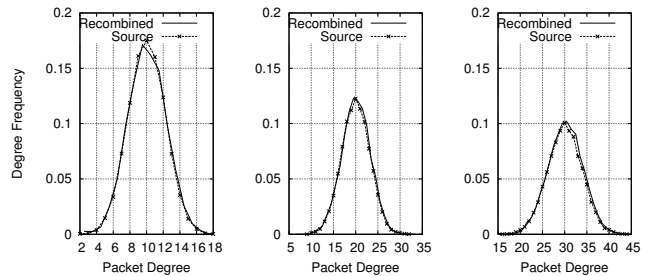 0.2
0.15
0.1
0.05
0
2 4 6 8 10 12 14 16 18
Degree Frequency
Packet Degree
Recombined
Source
0.2
0.15
0.1
0.05
0
5 10 15 20 25 30 35
Packet Degree
Recombined
Source
0.2
0.15
0.1
0.05
0
15 20 25 30 35 40 45
Packet Degree
Recombined
Source